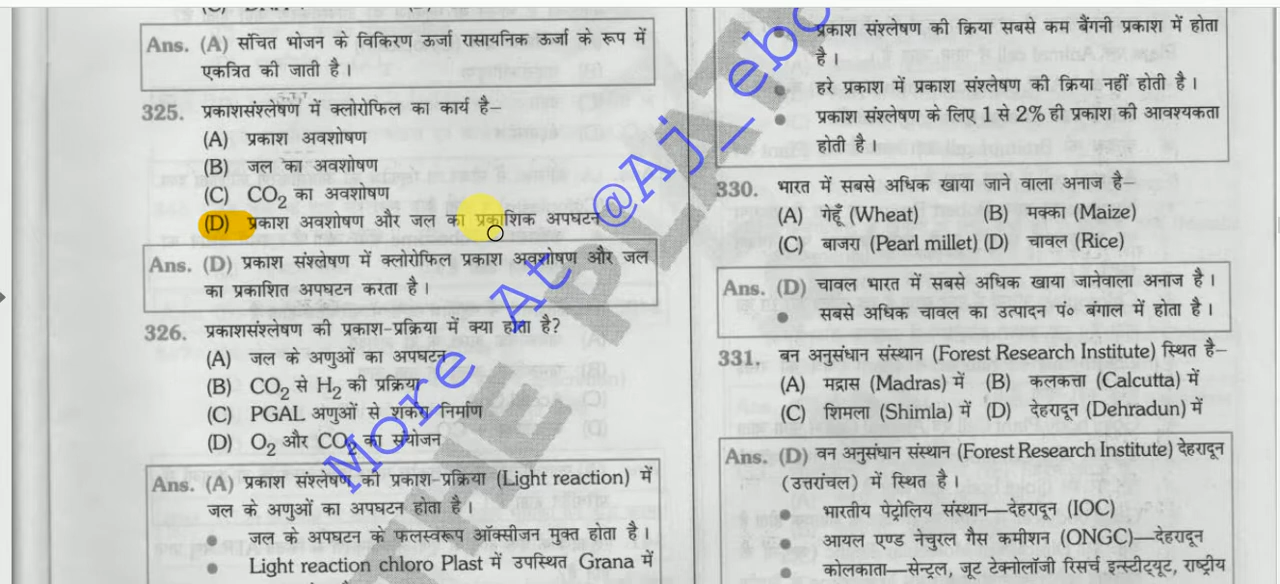 Ans. (A) संचित भोजन के विकिरण ऊर्जा रासायनिक ऊर्जा के रूप में
एकत्रित की जाती है।
325. प्रकाशसंश्लेषण में क्लोरोफिल का कार्य है–
(A) प्रकाश अवशोषण
(B) जल का अवशोषण
(C) CO2 का अवशोषण
(D) प्रकाश अवशोषण और जल का प्रकाशिक अपघटन
Ans. (D) प्रकाश संश्लेषण में क्लोरोफिल प्रकाश अवशोषण और जल
का प्रकाशित अपघटन करता है।
326. प्रकाशसंश्लेषण की प्रकाश-प्रक्रिया में क्या होता है?
(A) जल के अणुओं का अपघटन
(B) CO2 से H2 की प्रक्रिया
(C) PGAL अणुओं से शर्करा निर्माण
(D) O2 और CO2 का संयोजन
Ans. (A) प्रकाश संश्लेषण की प्रकाश-प्रक्रिया (Light reaction) में
जल के अणुओं का अपघटन होता है।
● जल के अपघटन के फलस्वरूप ऑक्सीजन मुक्त होता है।
● Light reaction chloro Plast में उपस्थित Grana में
● प्रकाश संश्लेषण की क्रिया सबसे कम बैंगनी प्रकाश में होता
है।
● हरे प्रकाश में प्रकाश संश्लेषण की क्रिया नहीं होती है।
● प्रकाश संश्लेषण के लिए 1 से 2% ही प्रकाश की आवश्यकता
होती है।
330. भारत में सबसे अधिक खाया जाने वाला अनाज है–
(A) गेहूँ (Wheat) (B) मक्का (Maize)
(C) बाजरा (Pearl millet) (D) चावल (Rice)
Ans. (D) चावल भारत में सबसे अधिक खाया जानेवाला अनाज है।
● सबसे अधिक चावल का उत्पादन पं० बंगाल में होता है।
331. बन अनुसंधान संस्थान (Forest Research Institute) स्थित है–
(A) मद्रास (Madras) में (B) कलकत्ता (Calcutta) में
(C) शिमला (Shimla) में (D) देहरादून (Dehradun) में
Ans. (D) वन अनुसंधान संस्थान (Forest Research Institute) देहरादून
(उत्तरांचल) में स्थित है।
● भारतीय पेट्रोलिय संस्थान—देहरादून (IOC)
● आयल एण्ड नेचुरल गैस कमीशन (ONGC)—देहरादून
● कोलकाता—सेन्ट्रल, जूट टेक्नोलॉजी रिसर्च इन्स्टीट्यूट, राष्ट्रीय
More At @Aj_ebo
THE PLAT